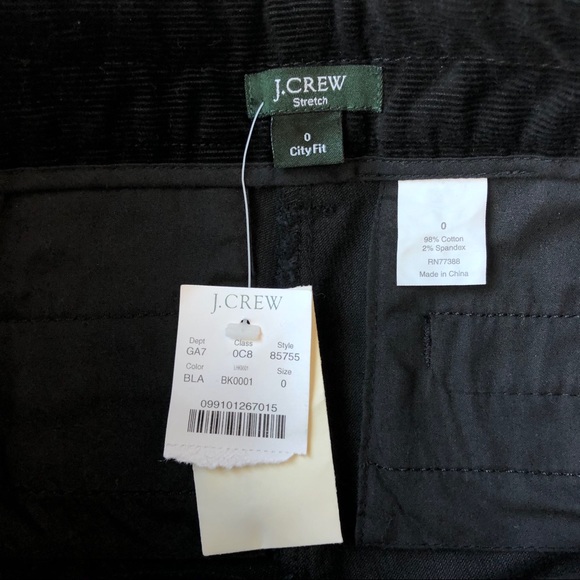 J.CREW
Stretch
0
City Fit
0
98% Cotton
2% Spandex
RN77388
Made in China
J.CREW
Dept Class Style
GA7 0C8 85755
Color Size
BLA BK0001 0
099101267015
J.CREW